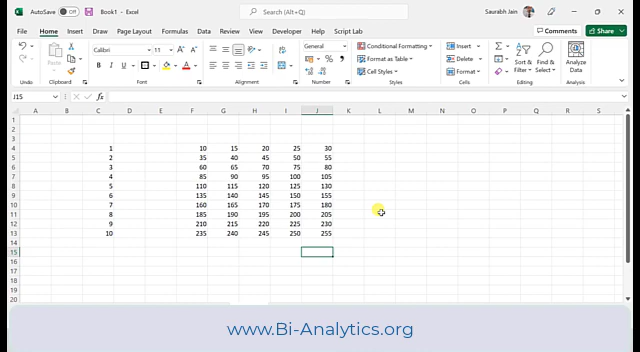 AutoSave Off Book1 - Excel Search (Alt+Q) Saurabh Jain
File Home Insert Draw Page Layout Formulas Data Review View Developer Help Script Lab Comments Share
Calibri 11 General Conditional Formatting Insert
B I U Format as Table Delete Sort & Filter Find & Select Analyze Data
Cell Styles Format
Undo Clipboard Font Alignment Number Styles Cells Editing Analysis
J15 fx
A B C D E F G H I J K L M N O P Q R S
1
2
3
4 1 10 15 20 25 30
5 2 35 40 45 50 55
6 3 60 65 70 75 80
7 4 85 90 95 100 105
8 5 110 115 120 125 130
9 6 135 140 145 150 155
10 7 160 165 170 175 180
11 8 185 190 195 200 205
12 9 210 215 220 225 230
13 10 235 240 245 250 255
14
15
16
17
18
19
20
www.Bi-Analytics.org